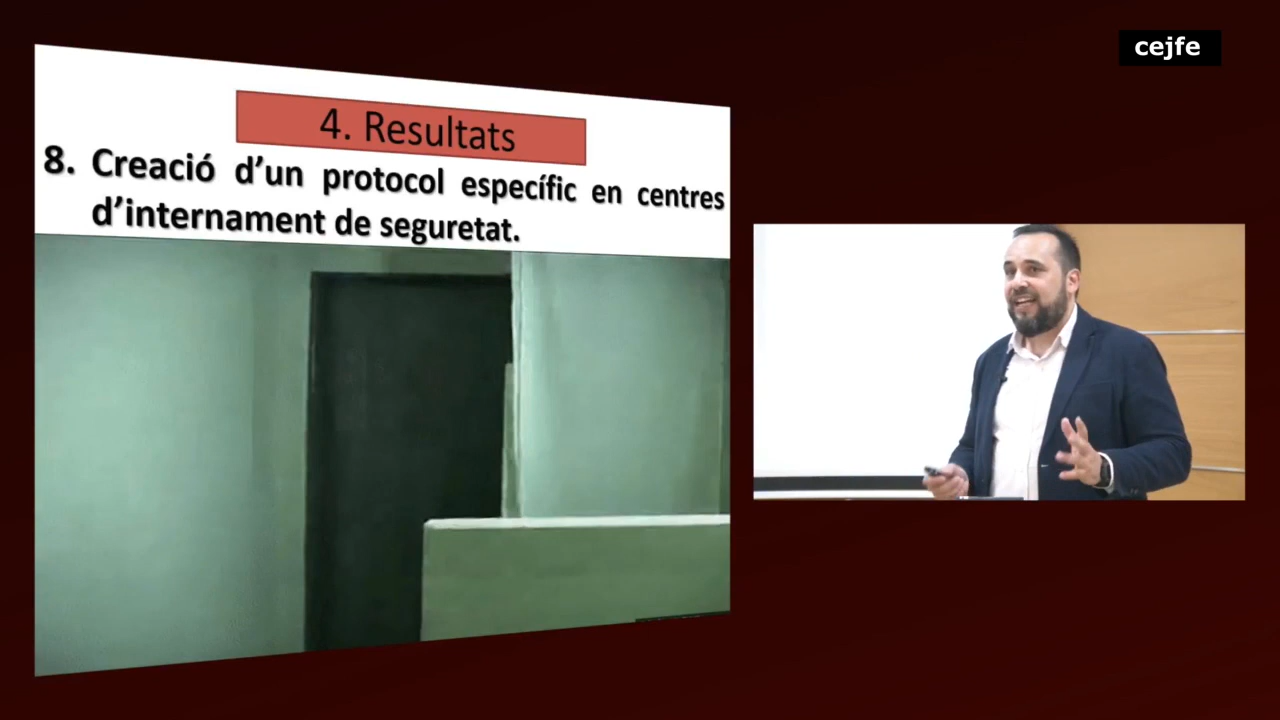 cejfe
4. Resultats
8. Creació d’un protocol específic en centres
d’internament de seguretat.